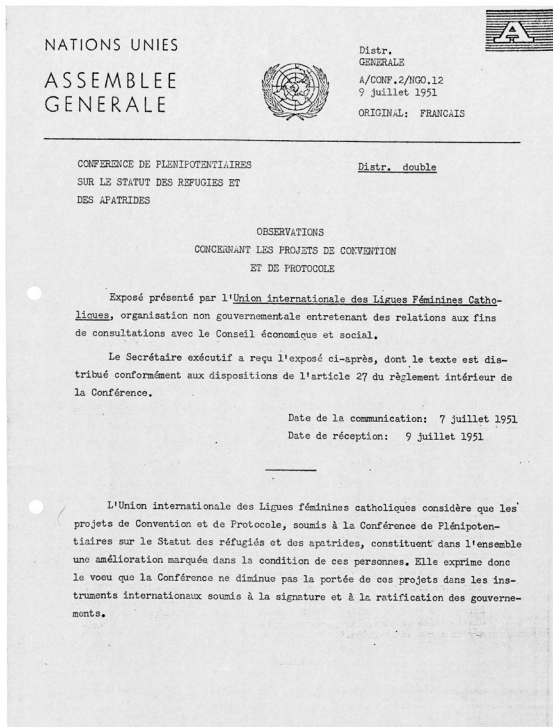 NATIONS UNIES
ASSEMBLEE
GENERALE
Distr.
GENERALE
A/CONF.2/NGO.12
9 juillet 1951
ORIGINAL: FRANCAIS
A
CONFERENCE DE PLENIPOTENTIAIRES
SUR LE STATUT DES REFUGIES ET
DES APATRIDES
Distr. double
OBSERVATIONS
CONCERNANT LES PROJETS DE CONVENTION
ET DE PROTOCOLE
Exposé présenté par l'Union internationale des Ligues Féminines Catho-
liques, organisation non gouvernementale entretenant des relations aux fins
de consultations avec le Conseil économique et social.
Le Secrétaire exécutif a reçu l'exposé ci-après, dont le texte est dis-
tribué conformément aux dispositions de l'article 27 du règlement intérieur de
la Conférence.
Date de la communication: 7 juillet 1951
Date de réception: 9 juillet 1951
L'Union internationale des Ligues féminines catholiques considère que les
projets de Convention et de Protocole, soumis à la Conférence de Plénipoten-
tiaires sur le Statut des réfugiés et des apatrides, constituent dans l'ensemble
une amélioration marquée dans la condition de ces personnes. Elle exprime donc
le voeu que la Conférence ne diminue pas la portée de ces projets dans les ins-
truments internationaux soumis à la signature et à la ratification des gouverne-
ments.